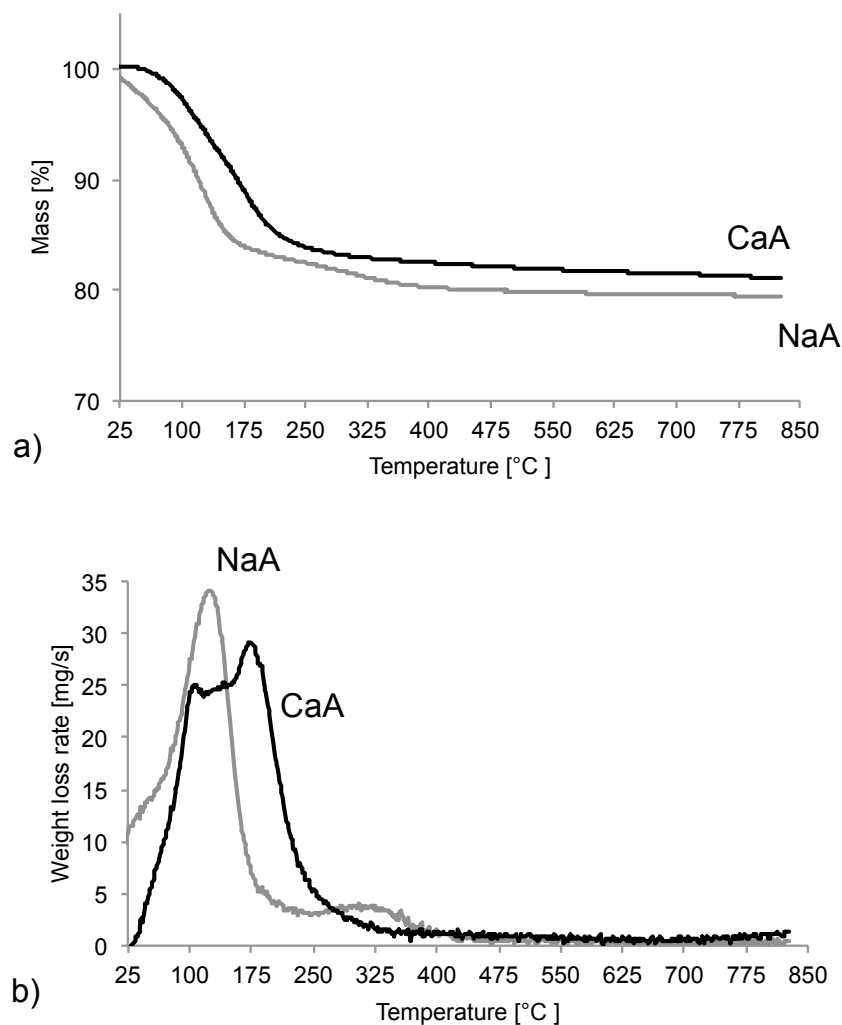 100
90
80
70
Mass [%]
CaA
NaA
25 100 175 250 325 400 475 550 625 700 775 850
Temperature [°C ]
a)
NaA
CaA
35
30
25
20
15
10
5
0
Weight loss rate [mg/s]
25 100 175 250 325 400 475 550 625 700 775 850
Temperature [°C ]
b)